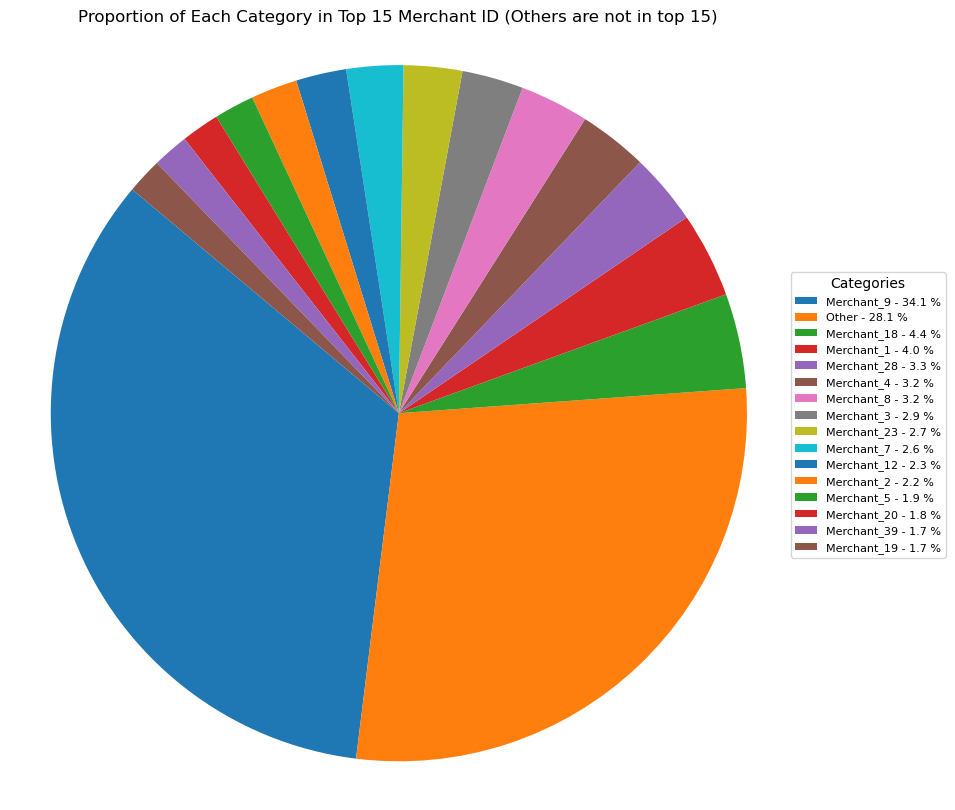 Proportion of Each Category in Top 15 Merchant ID (Others are not in top 15)
Categories
Merchant_9 - 34.1 %
Other - 28.1 %
Merchant_18 - 4.4 %
Merchant_1 - 4.0 %
Merchant_28 - 3.3 %
Merchant_4 - 3.2 %
Merchant_8 - 3.2 %
Merchant_3 - 2.9 %
Merchant_23 - 2.7 %
Merchant_7 - 2.6 %
Merchant_12 - 2.3 %
Merchant_2 - 2.2 %
Merchant_5 - 1.9 %
Merchant_20 - 1.8 %
Merchant_39 - 1.7 %
Merchant_19 - 1.7 %